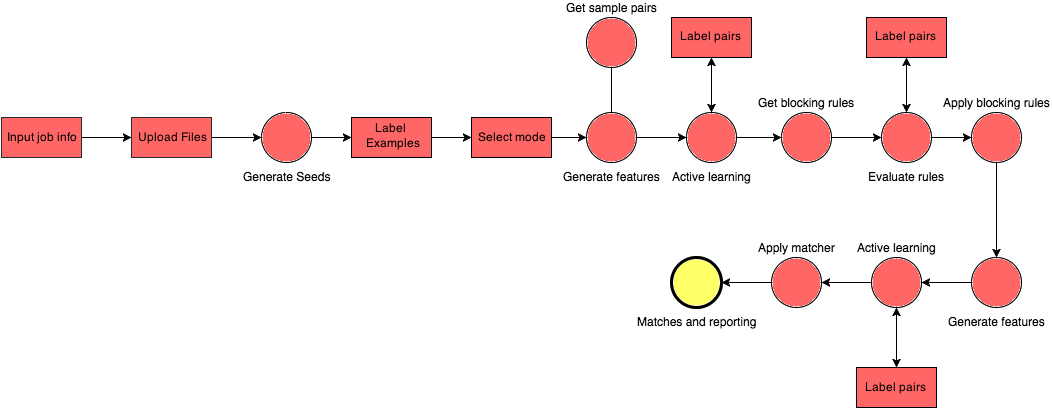 Get sample pairs
Label pairs
Label pairs
Get blocking rules
Apply blocking rules
Input job info
Upload Files
Label
Examples
Select mode
Generate Seeds
Generate features
Active learning
Evaluate rules
Apply matcher
Active learning
Matches and reporting
Generate features
Label pairs